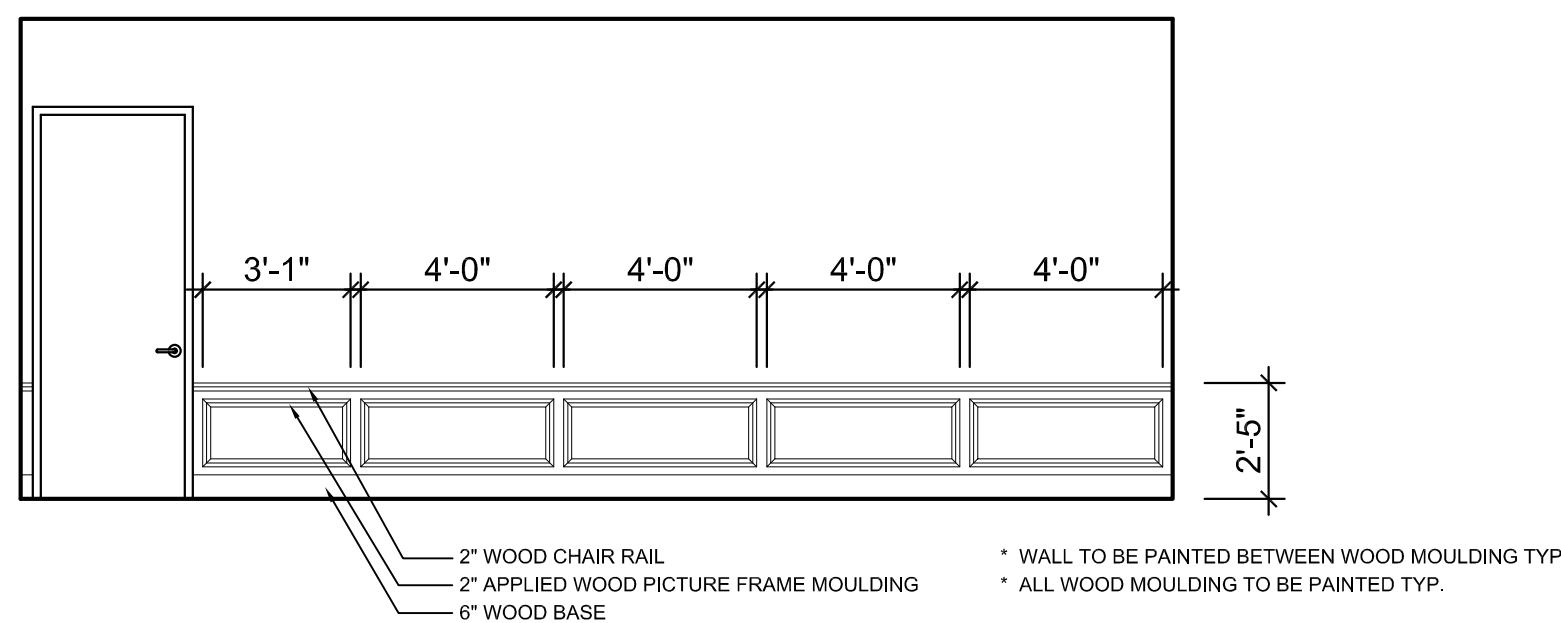 3'-1" 4'-0" 4'-0" 4'-0" 4'-0"
2'-5"
2" WOOD CHAIR RAIL
2" APPLIED WOOD PICTURE FRAME MOULDING
6" WOOD BASE
* WALL TO BE PAINTED BETWEEN WOOD MOULDING TYP
* ALL WOOD MOULDING TO BE PAINTED TYP.